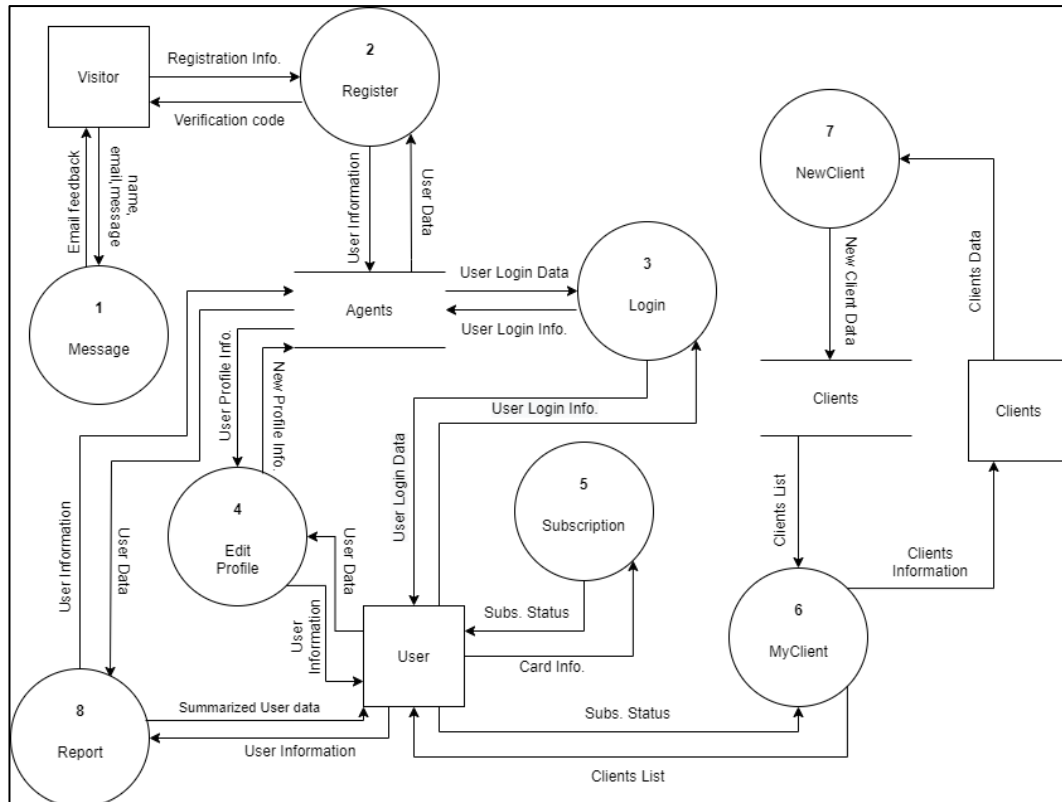 2
Register
Visitor
Registration Info.
Verification code
Email feedback
name,
email,message
1
Message
User Information
User Data
7
NewClient
New Client Data
Clients Data
Agents
User Login Data
User Login Info.
3
Login
User Profile Info.
New Profile Info.
User Login Data
User Login Info.
Clients
Clients
Clients List
Clients
Information
4
Edit
Profile
5
Subscription
User Information
User Data
User Data
User
Information
User
Subs. Status
Card Info.
6
MyClient
8
Report
Summarized User data
User Information
Subs. Status
Clients List